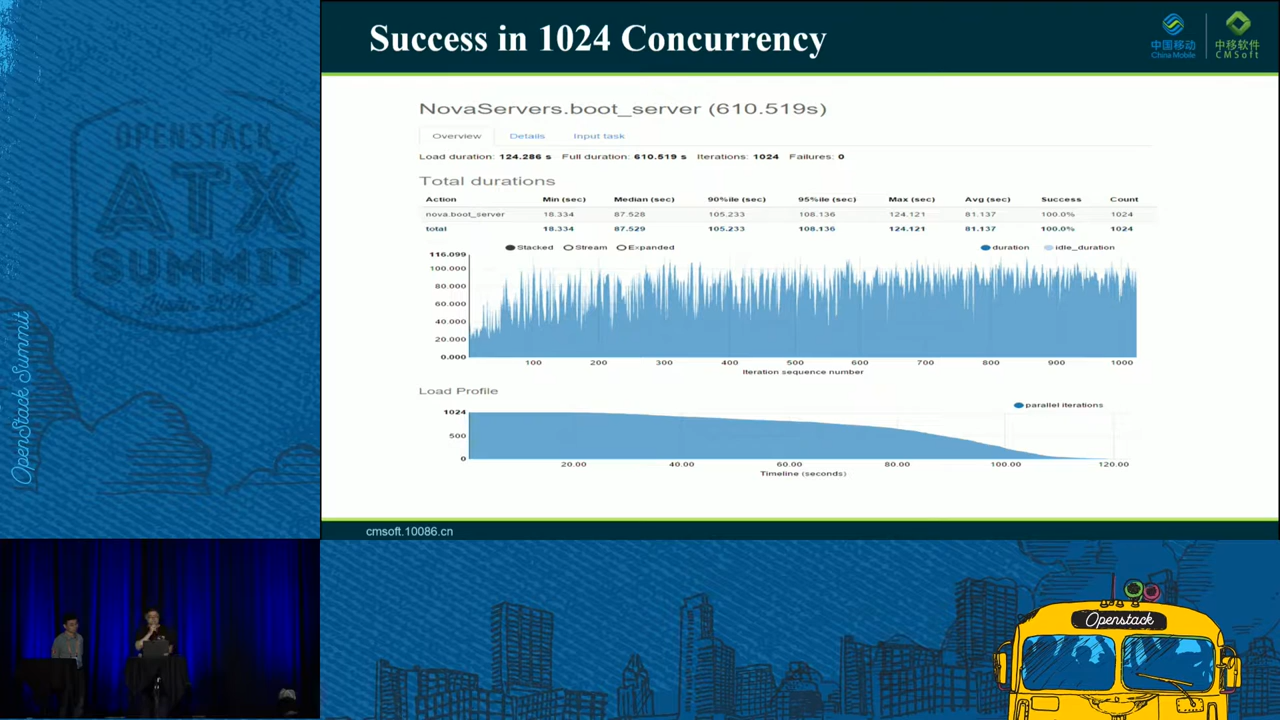 Success in 1024 Concurrency
中国移动
China Mobile
中移软件
CMSoft
NovaServers.boot_server (610.519s)
Overview Details Input task
Load duration: 124.286 s Full duration: 610.519 s Iterations: 1024 Failures: 0
Total durations
Action Min (sec) Median (sec) 90%ile (sec) 95%ile (sec) Max (sec) Avg (sec) Success Count
nova.boot_server 18.334 87.528 105.233 108.136 124.121 81.137 100.0% 1024
total 18.334 87.529 105.233 108.136 124.121 81.137 100.0% 1024
Stacked Stream Expanded duration idle_duration
116.099
100.000
80.000
60.000
40.000
20.000
0.000
100 200 300 400 500 600 700 800 900 1000
Iteration sequence number
Load Profile
parallel iterations
1024
500
0
20.00 40.00 60.00 80.00 100.00 120.00
Timeline (seconds)
cmsoft.10086.cn
OPENSTACK
ATX
OpenStack Summit
Openstack